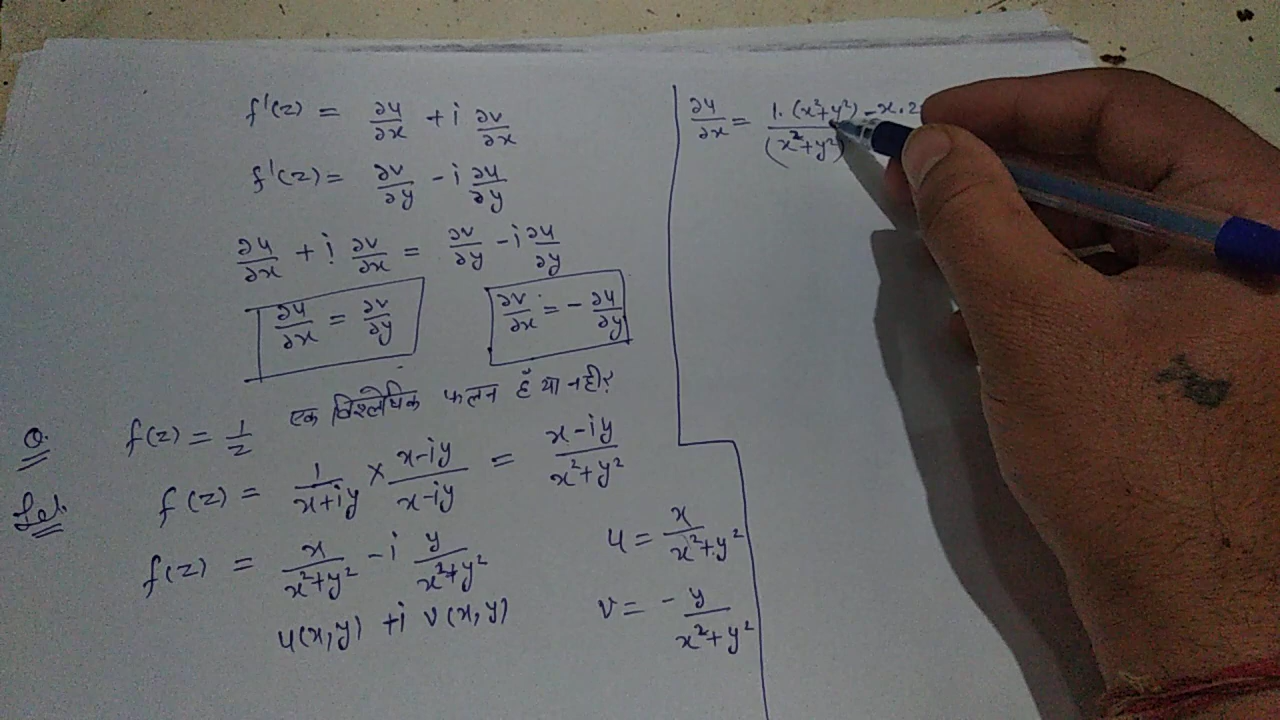 f'(z) = ∂u/∂x + i ∂v/∂x
f'(z) = ∂v/∂y - i ∂u/∂y
∂u/∂x + i ∂v/∂x = ∂v/∂y - i ∂u/∂y
∂u/∂x = ∂v/∂y
∂v/∂x = - ∂u/∂y
Q. f(z) = 1/z एक विश्लेषिक फलन है या नहीं?
Sol. f(z) = 1/(x+iy) × (x-iy)/(x-iy) = (x-iy)/(x²+y²)
f(z) = x/(x²+y²) - i y/(x²+y²)
u(x,y) + i v(x,y)
u = x/(x²+y²)
v = -y/(x²+y²)
∂u/∂x = 1.(x²+y²) - x.2/(x²+y²)